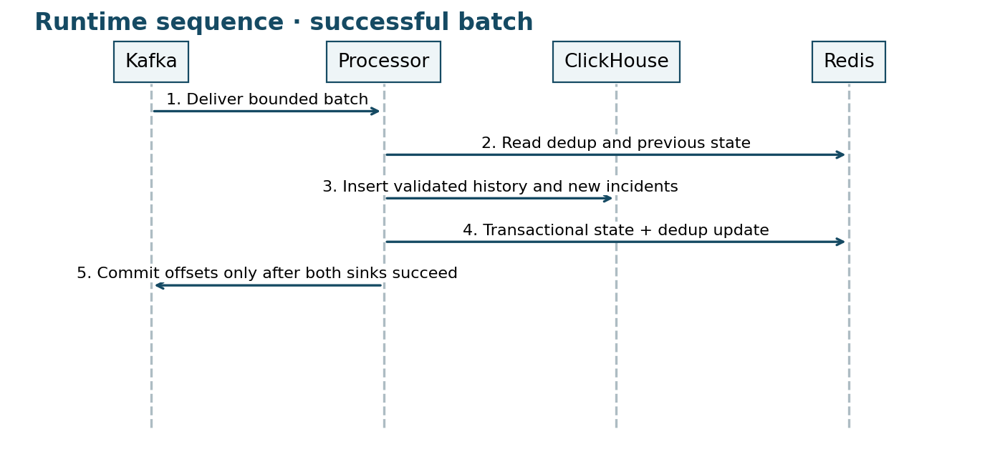 Runtime sequence · successful batch
Kafka
Processor
ClickHouse
Redis
1. Deliver bounded batch
2. Read dedup and previous state
3. Insert validated history and new incidents
4. Transactional state + dedup update
5. Commit offsets only after both sinks succeed